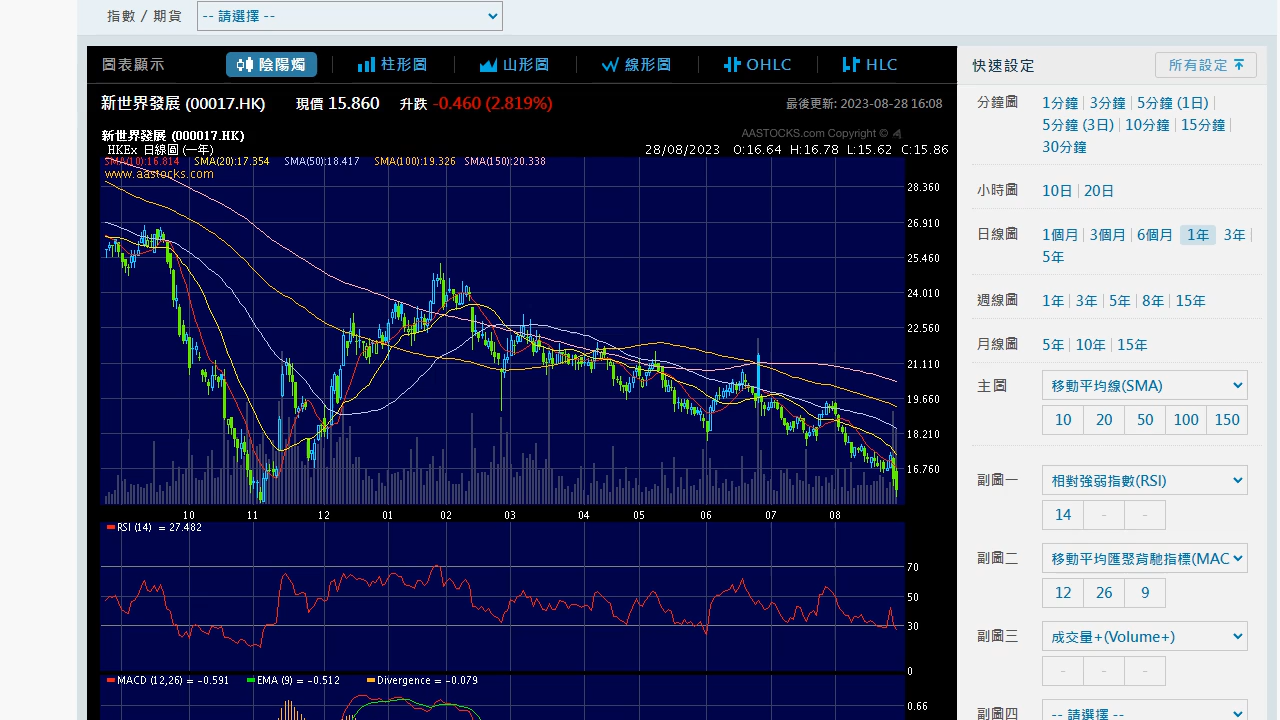 指數 / 期貨 -- 請選擇 --
圖表顯示 陰陽燭 柱形圖 山形圖 線形圖 OHLC HLC
新世界發展 (00017.HK) 現價 15.860 升跌 -0.460 (2.819%) 最後更新: 2023-08-28 16:08
新世界發展 (000017.HK) AASTOCKS.com Copyright ©
HKEx 日線圖 (一年) 28/08/2023 O:16.64 H:16.78 L:15.62 C:15.86
SMA(10):16.814 SMA(20):17.354 SMA(50):18.417 SMA(100):19.326 SMA(150):20.338
www.aastocks.com
28.360
26.910
25.460
24.010
22.560
21.110
19.660
18.210
16.760
10 11 12 01 02 03 04 05 06 07 08
RSI (14) = 27.482
70
50
30
0
MACD (12,26) = -0.591 EMA (9) = -0.512 Divergence = -0.079
0.66
快速設定 所有設定
分鐘圖 1分鐘 3分鐘 5分鐘 (1日)
5分鐘 (3日) 10分鐘 15分鐘
30分鐘
小時圖 10日 20日
日線圖 1個月 3個月 6個月 1年 3年
5年
週線圖 1年 3年 5年 8年 15年
月線圖 5年 10年 15年
主圖 移動平均線(SMA)
10 20 50 100 150
副圖一 相對強弱指數(RSI)
14 - -
副圖二 移動平均匯聚背馳指標(MAC
12 26 9
副圖三 成交量+(Volume+)
- - -
副圖四 -- 請選擇 --